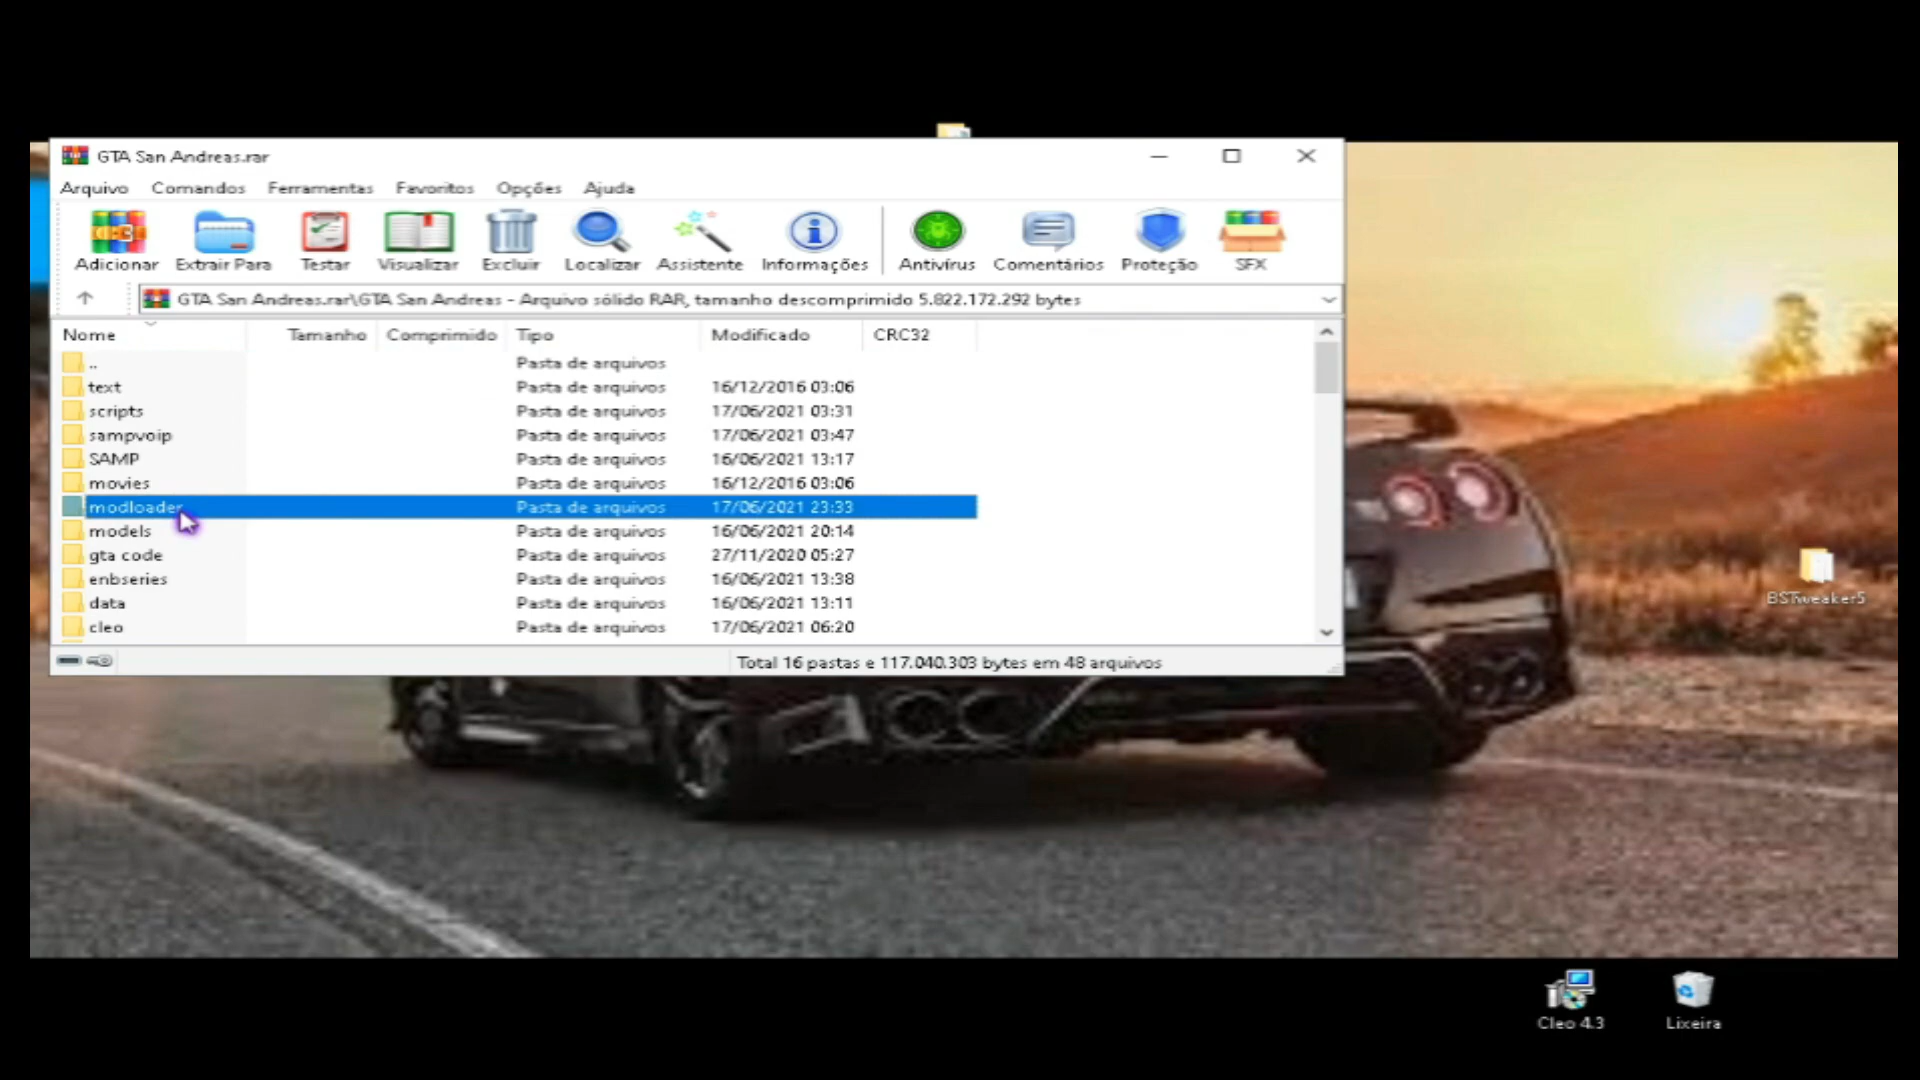 GTA San Andreas.rar
Arquivo Comandos Ferramentas Favoritos Opções Ajuda
Adicionar Extrair Para Testar Visualizar Excluir Localizar Assistente Informações Antivírus Comentários Proteção SFX
GTA San Andreas.rar\GTA San Andreas - Arquivo sólido RAR, tamanho descomprimido 5.822.172.292 bytes
Nome Tamanho Comprimido Tipo Modificado CRC32
.. Pasta de arquivos
text Pasta de arquivos 16/12/2016 03:06
scripts Pasta de arquivos 17/06/2021 03:31
sampvoip Pasta de arquivos 17/06/2021 03:47
SAMP Pasta de arquivos 16/06/2021 13:17
movies Pasta de arquivos 16/12/2016 03:06
modloader Pasta de arquivos 17/06/2021 23:33
models Pasta de arquivos 16/06/2021 20:14
gta code Pasta de arquivos 27/11/2020 05:27
enbseries Pasta de arquivos 16/06/2021 13:38
data Pasta de arquivos 16/06/2021 13:11
cleo Pasta de arquivos 17/06/2021 06:20
Total 16 pastas e 117.040.303 bytes em 48 arquivos
BSTweaker5
Cleo 4.3
Lixeira